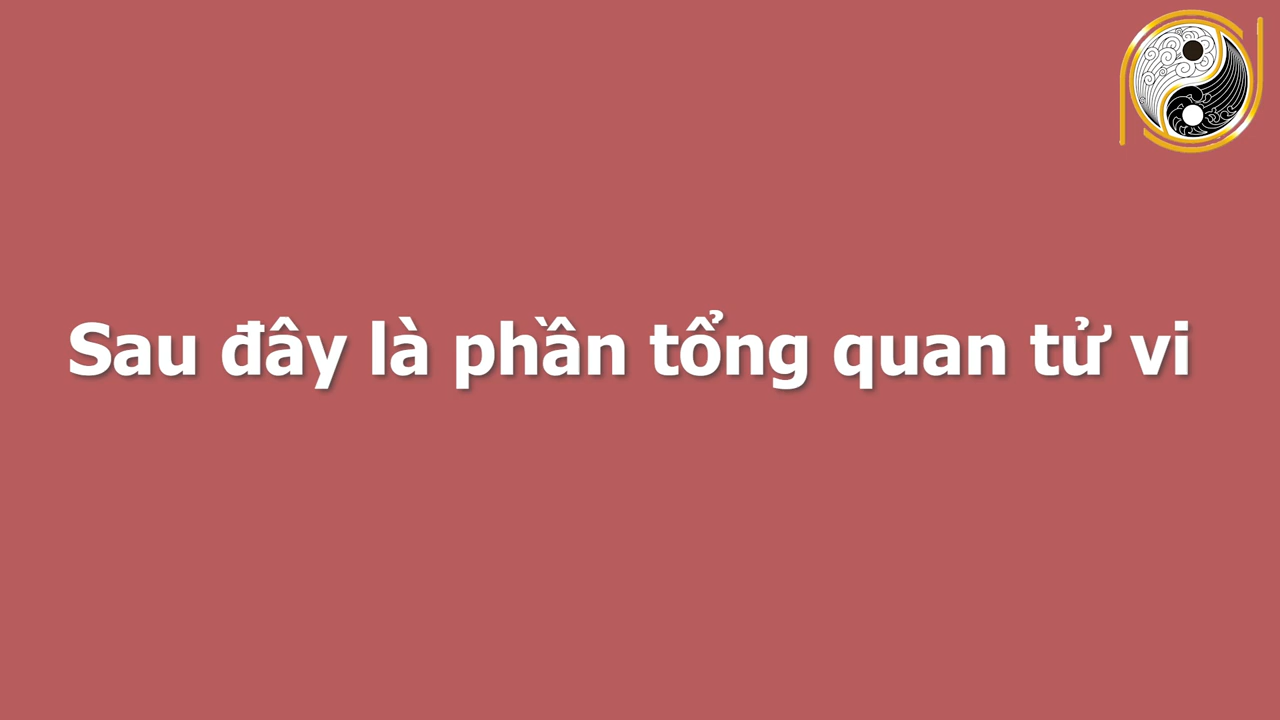 Sau đây là phần tổng quan tử vi